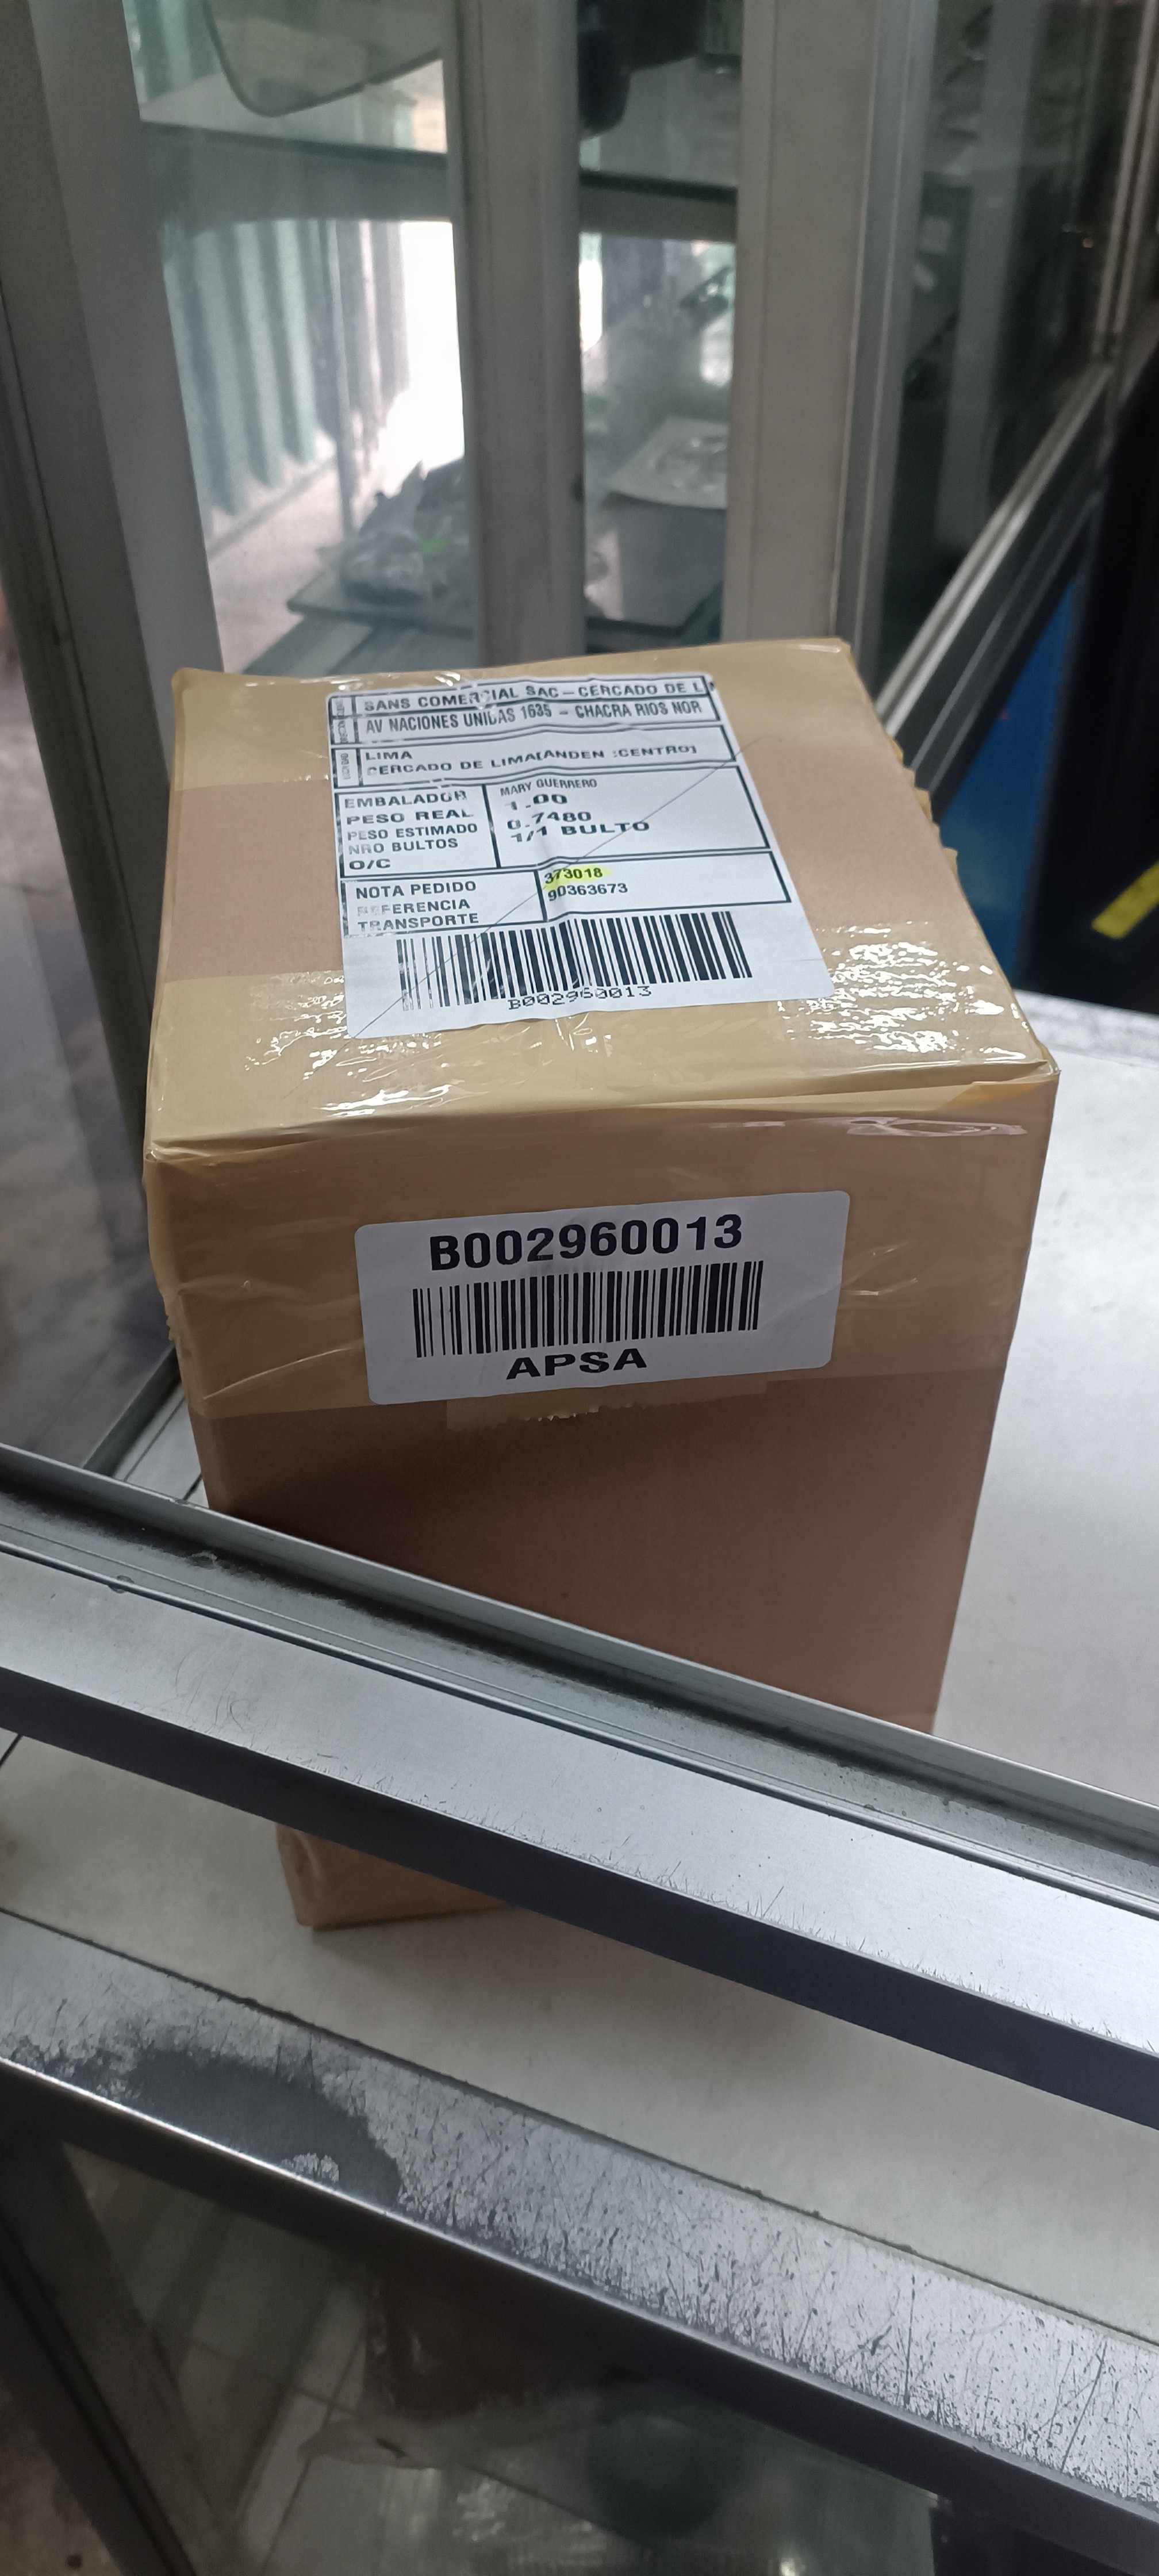 SANS COMERCIAL SAC - CERCADO DE L
AV NACIONES UNIDAS 1635 - CHACRA RIOS NOR
LIMA
CERCADO DE LIMA[ANDEN :CENTRO]
EMBALADOR MARY GUERRERO
PESO REAL 1.00
PESO ESTIMADO 0.7480
NRO BULTOS 1/1 BULTO
O/C
NOTA PEDIDO 373018
REFERENCIA 90363673
TRANSPORTE
B002960013
B002960013
APSA